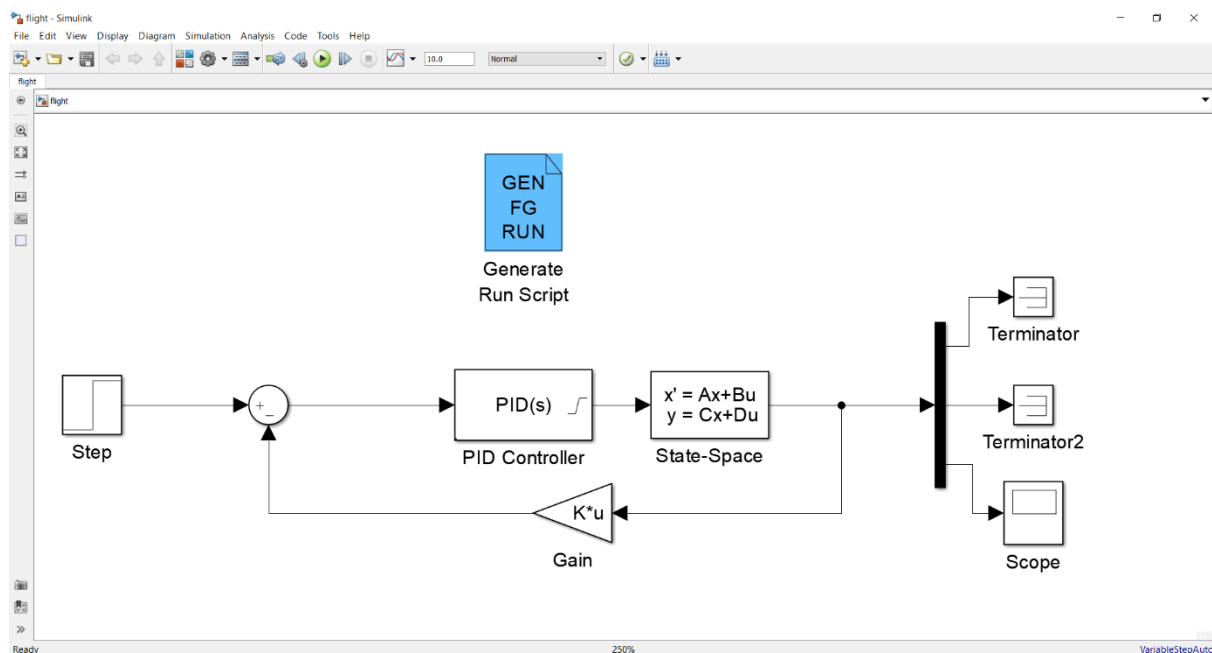 flight - Simulink
File Edit View Display Diagram Simulation Analysis Code Tools Help
10.0 Normal
flight
flight
GEN
FG
RUN
Generate
Run Script
Terminator
Step
+
-
PID(s)
PID Controller
x' = Ax+Bu
y = Cx+Du
State-Space
Terminator2
K*u
Gain
Scope
Ready 250% VariableStepAuto